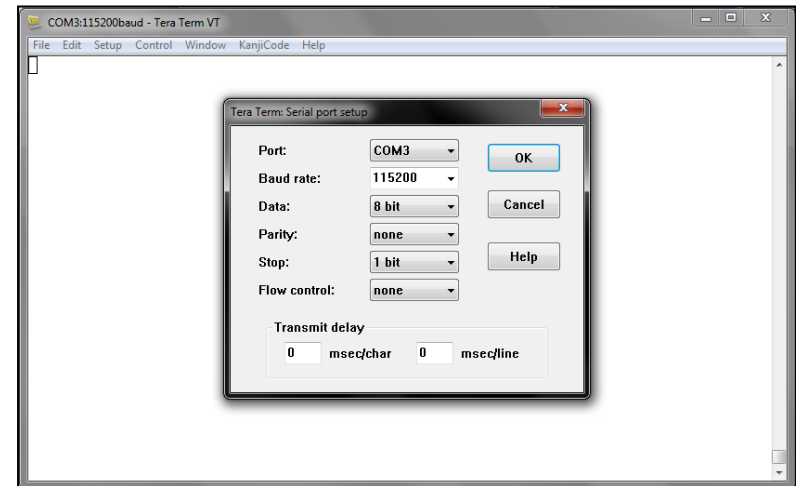 COM3:115200baud - Tera Term VT
File Edit Setup Control Window KanjiCode Help
Tera Term: Serial port setup
Port: COM3 OK
Baud rate: 115200
Data: 8 bit Cancel
Parity: none
Stop: 1 bit Help
Flow control: none
Transmit delay
0 msec/char 0 msec/line